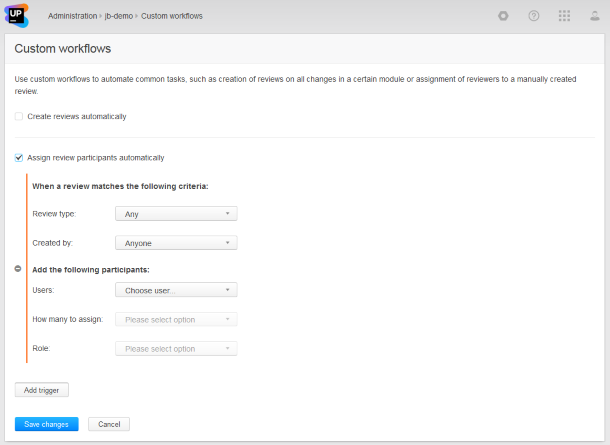 UP
Administration › jb-demo › Custom workflows
Custom workflows
Use custom workflows to automate common tasks, such as creation of reviews on all changes in a certain module or assignment of reviewers to a manually created
review.
Create reviews automatically
Assign review participants automatically
When a review matches the following criteria:
Review type: Any
Created by: Anyone
Add the following participants:
Users: Choose user...
How many to assign: Please select option
Role: Please select option
Add trigger
Save changes Cancel